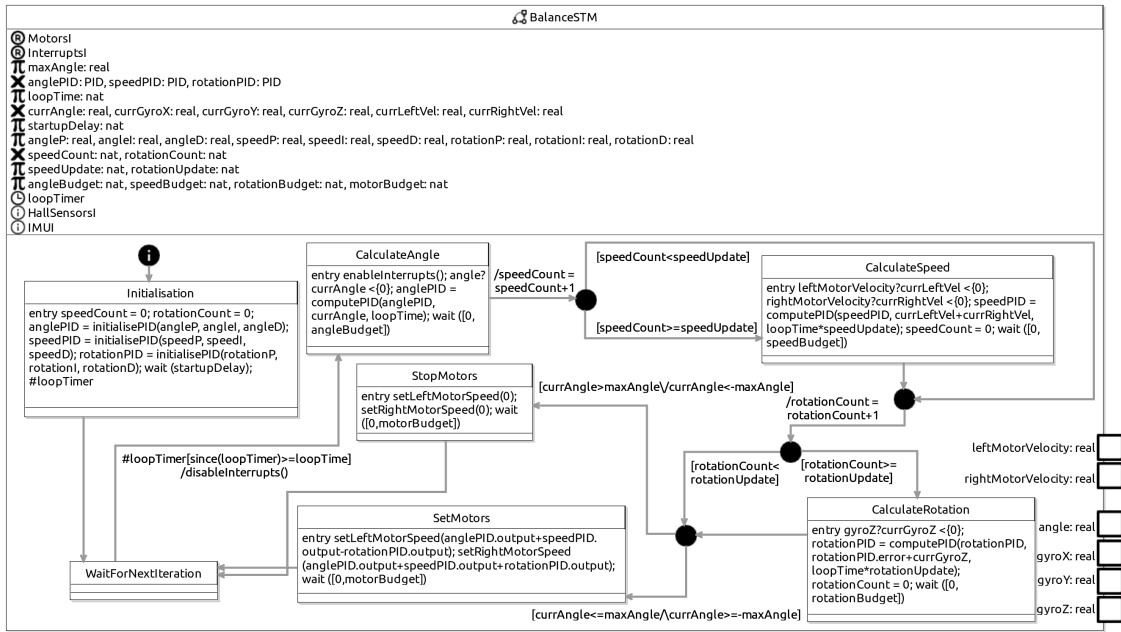 BalanceSTM
MotorsI
InterruptsI
maxAngle: real
anglePID: PID, speedPID: PID, rotationPID: PID
loopTime: nat
currAngle: real, currGyroX: real, currGyroY: real, currGyroZ: real, currLeftVel: real, currRightVel: real
startupDelay: nat
angleP: real, angleI: real, angleD: real, speedP: real, speedI: real, speedD: real, rotationP: real, rotationI: real, rotationD: real
speedCount: nat, rotationCount: nat
speedUpdate: nat, rotationUpdate: nat
angleBudget: nat, speedBudget: nat, rotationBudget: nat, motorBudget: nat
loopTimer
HallSensorsI
IMUI
i
Initialisation
entry speedCount = 0; rotationCount = 0;
anglePID = initialisePID(angleP, angleI, angleD);
speedPID = initialisePID(speedP, speedI,
speedD); rotationPID = initialisePID(rotationP,
rotationI, rotationD); wait (startupDelay);
#loopTimer
CalculateAngle
entry enableInterrupts(); angle?
currAngle <{0}; anglePID =
computePID(anglePID,
currAngle, loopTime); wait ([0,
angleBudget])
/speedCount =
speedCount+1
[speedCount<speedUpdate]
[speedCount>=speedUpdate]
CalculateSpeed
entry leftMotorVelocity?currLeftVel <{0};
rightMotorVelocity?currRightVel <{0}; speedPID =
computePID(speedPID, currLeftVel+currRightVel,
loopTime*speedUpdate); speedCount = 0; wait ([0,
speedBudget])
StopMotors
entry setLeftMotorSpeed(0);
setRightMotorSpeed(0); wait
([0,motorBudget])
[currAngle>maxAngle\/currAngle<-maxAngle]
/rotationCount =
rotationCount+1
#loopTimer[since(loopTimer)>=loopTime]
/disableInterrupts()
[rotationCount<
rotationUpdate]
[rotationCount>=
rotationUpdate]
leftMotorVelocity: real
rightMotorVelocity: real
angle: real
gyroX: real
gyroY: real
gyroZ: real
CalculateRotation
entry gyroZ?currGyroZ <{0};
rotationPID = computePID(rotationPID,
rotationPID.error+currGyroZ,
loopTime*rotationUpdate);
rotationCount = 0; wait ([0,
rotationBudget])
SetMotors
entry setLeftMotorSpeed(anglePID.output+speedPID.
output-rotationPID.output); setRightMotorSpeed
(anglePID.output+speedPID.output+rotationPID.output);
wait ([0,motorBudget])
WaitForNextIteration
[currAngle<=maxAngle/\currAngle>=-maxAngle]